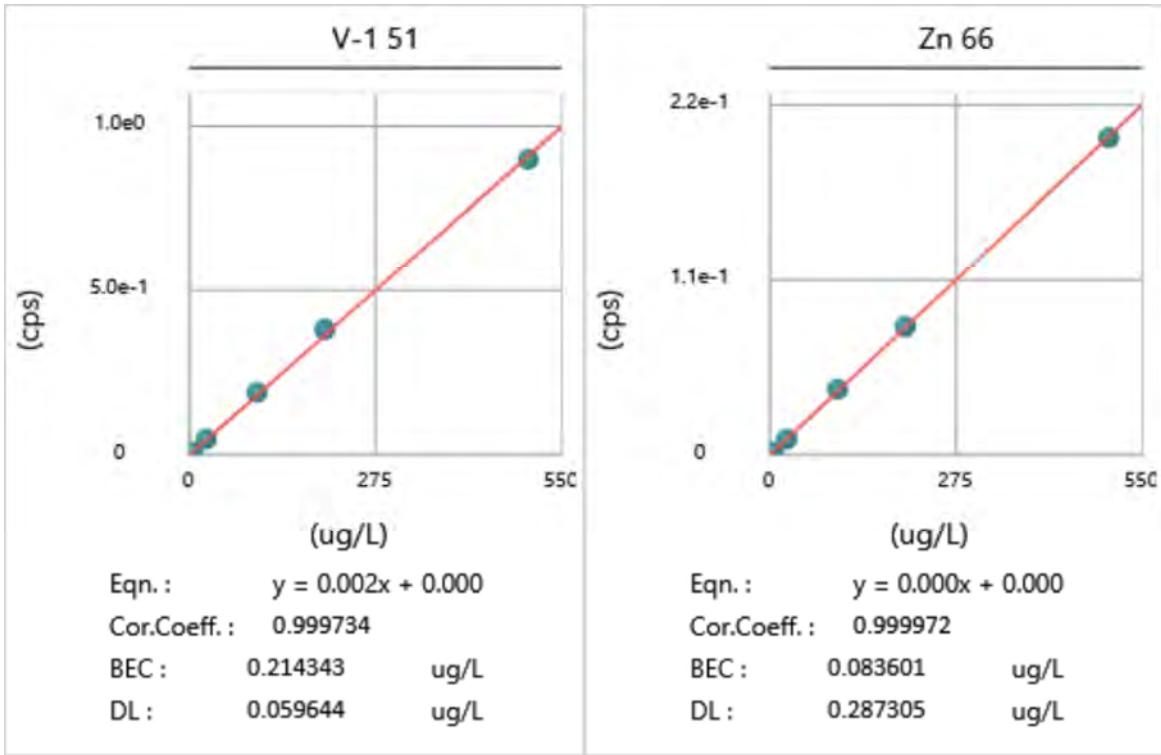 V-1 51
1.0e0
5.0e-1
0
(cps)
0 275 550
(ug/L)
Eqn. : y = 0.002x + 0.000
Cor.Coeff. : 0.999734
BEC : 0.214343 ug/L
DL : 0.059644 ug/L
Zn 66
2.2e-1
1.1e-1
0
(cps)
0 275 550
(ug/L)
Eqn. : y = 0.000x + 0.000
Cor.Coeff. : 0.999972
BEC : 0.083601 ug/L
DL : 0.287305 ug/L